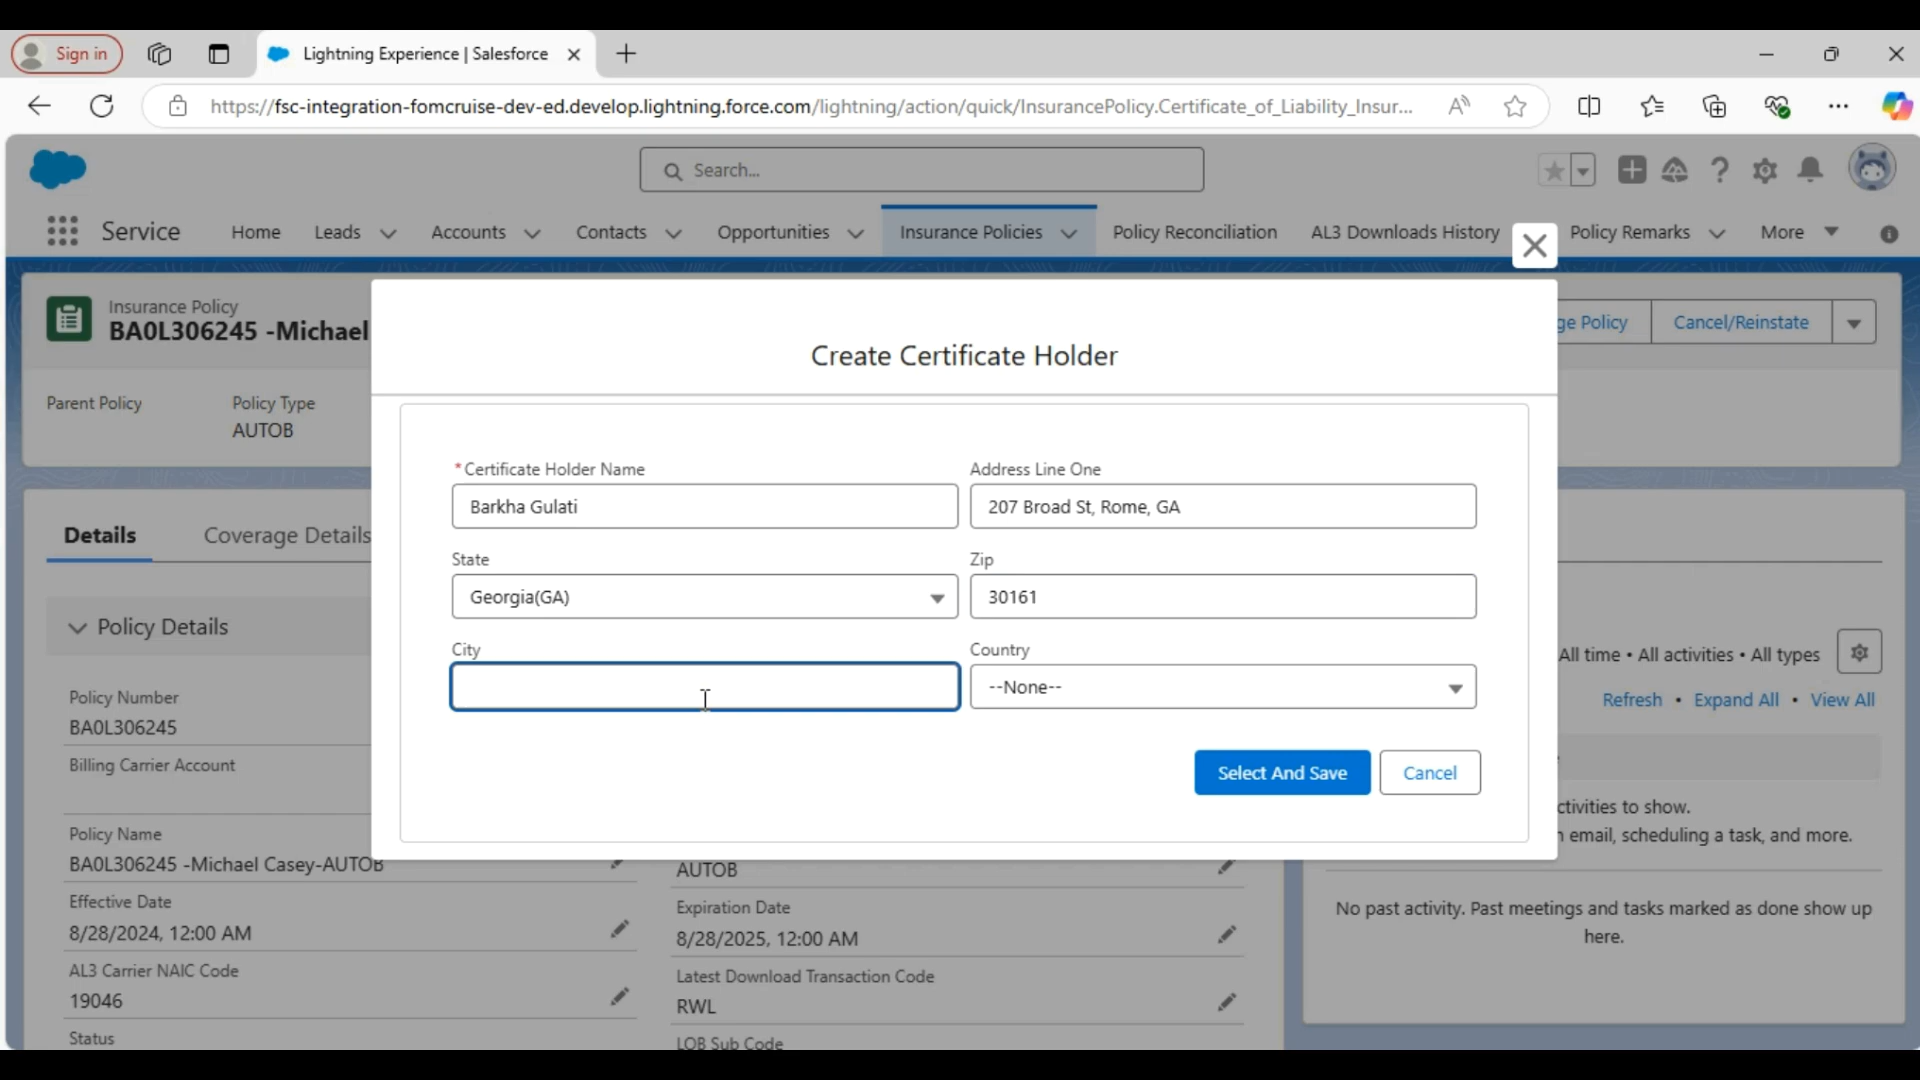 Sign in
Lightning Experience | Salesforce
https://fsc-integration-fomcruise-dev-ed.develop.lightning.force.com/lightning/action/quick/InsurancePolicy.Certificate_of_Liability_Insur...
Search...
Service Home Leads Accounts Contacts Opportunities Insurance Policies Policy Reconciliation AL3 Downloads History Policy Remarks More
Insurance Policy
BA0L306245 -Michael
ge Policy Cancel/Reinstate
Create Certificate Holder
Parent Policy Policy Type
AUTOB
*Certificate Holder Name Address Line One
Barkha Gulati 207 Broad St, Rome, GA
Details Coverage Details
State Zip
Georgia(GA) 30161
Policy Details
City Country
--None--
All time • All activities • All types
Refresh • Expand All • View All
Policy Number
BA0L306245
Billing Carrier Account
Select And Save Cancel
ctivities to show.
n email, scheduling a task, and more.
Policy Name
BA0L306245 -Michael Casey-AUTOB
AUTOB
Effective Date Expiration Date
8/28/2024, 12:00 AM 8/28/2025, 12:00 AM
No past activity. Past meetings and tasks marked as done show up
here.
AL3 Carrier NAIC Code Latest Download Transaction Code
19046 RWL
Status LOB Sub Code